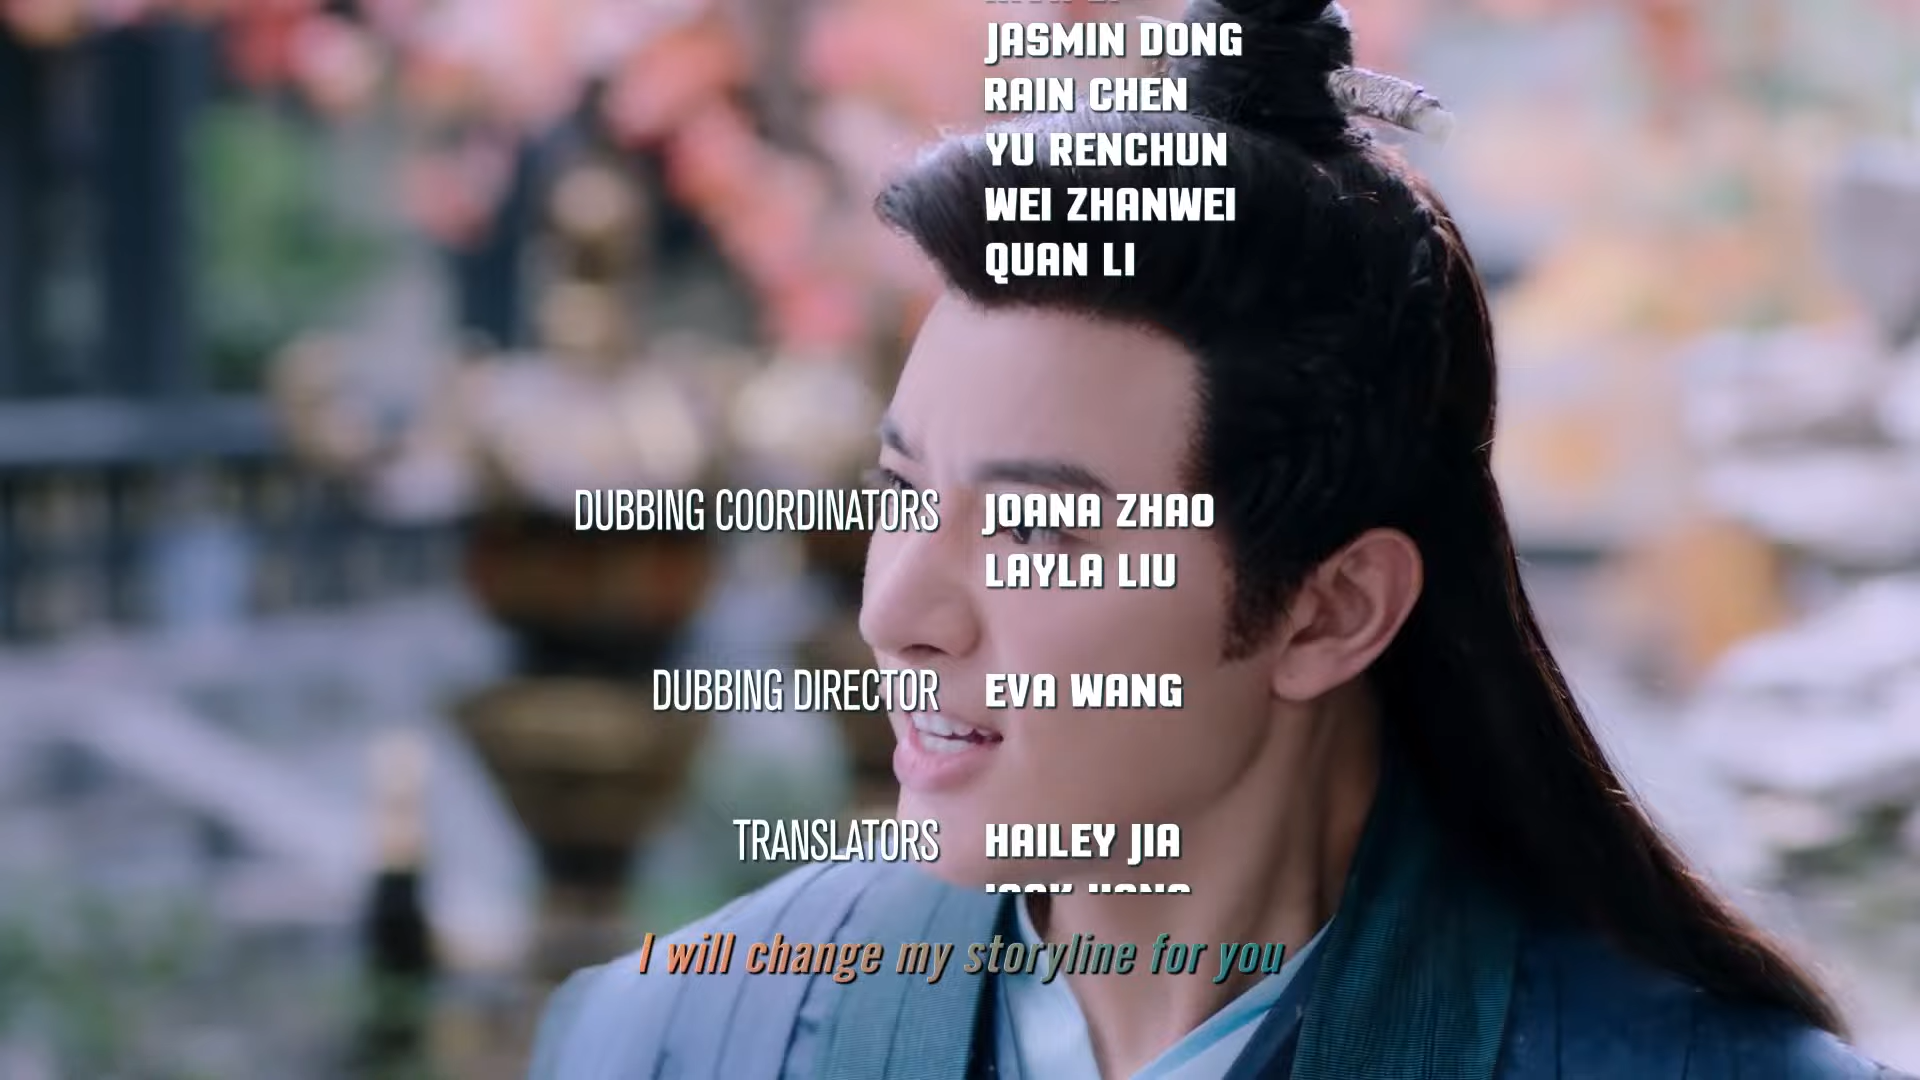 JASMIN DONG
RAIN CHEN
YU RENCHUN
WEI ZHANWEI
QUAN LI
DUBBING COORDINATORS JOANA ZHAO
LAYLA LIU
DUBBING DIRECTOR EVA WANG
TRANSLATORS HAILEY JIA
I will change my storyline for you